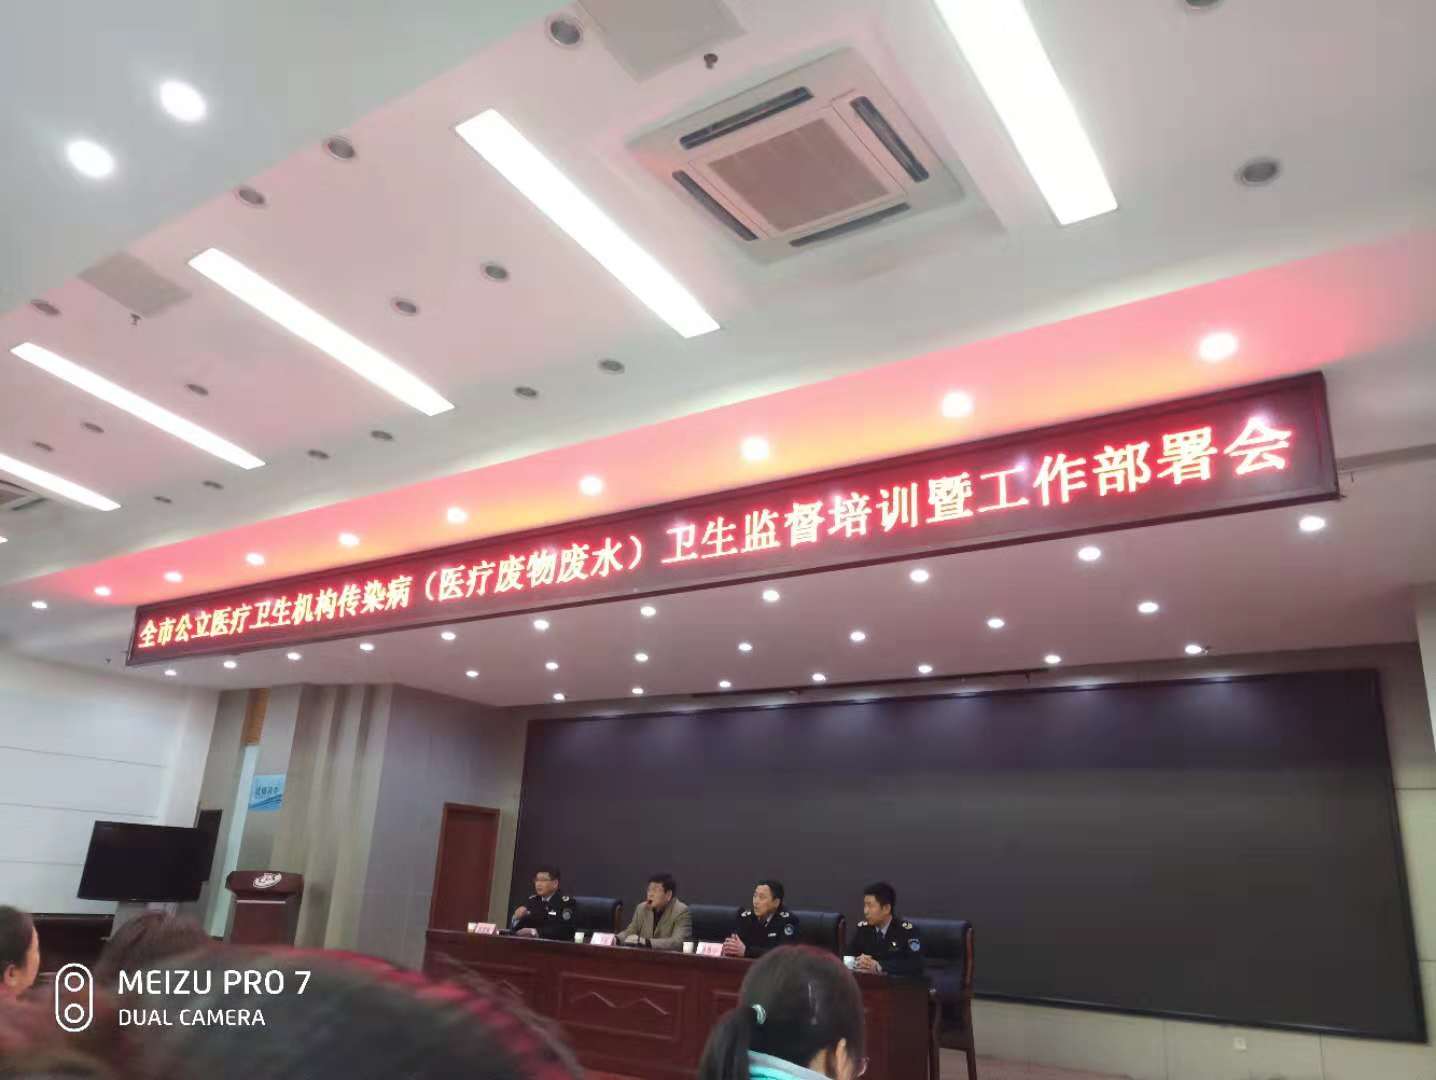 全市公立医疗卫生机构传染病（医疗废物废水）卫生监督培训暨工作部署会
MEIZU PRO 7
DUAL CAMERA